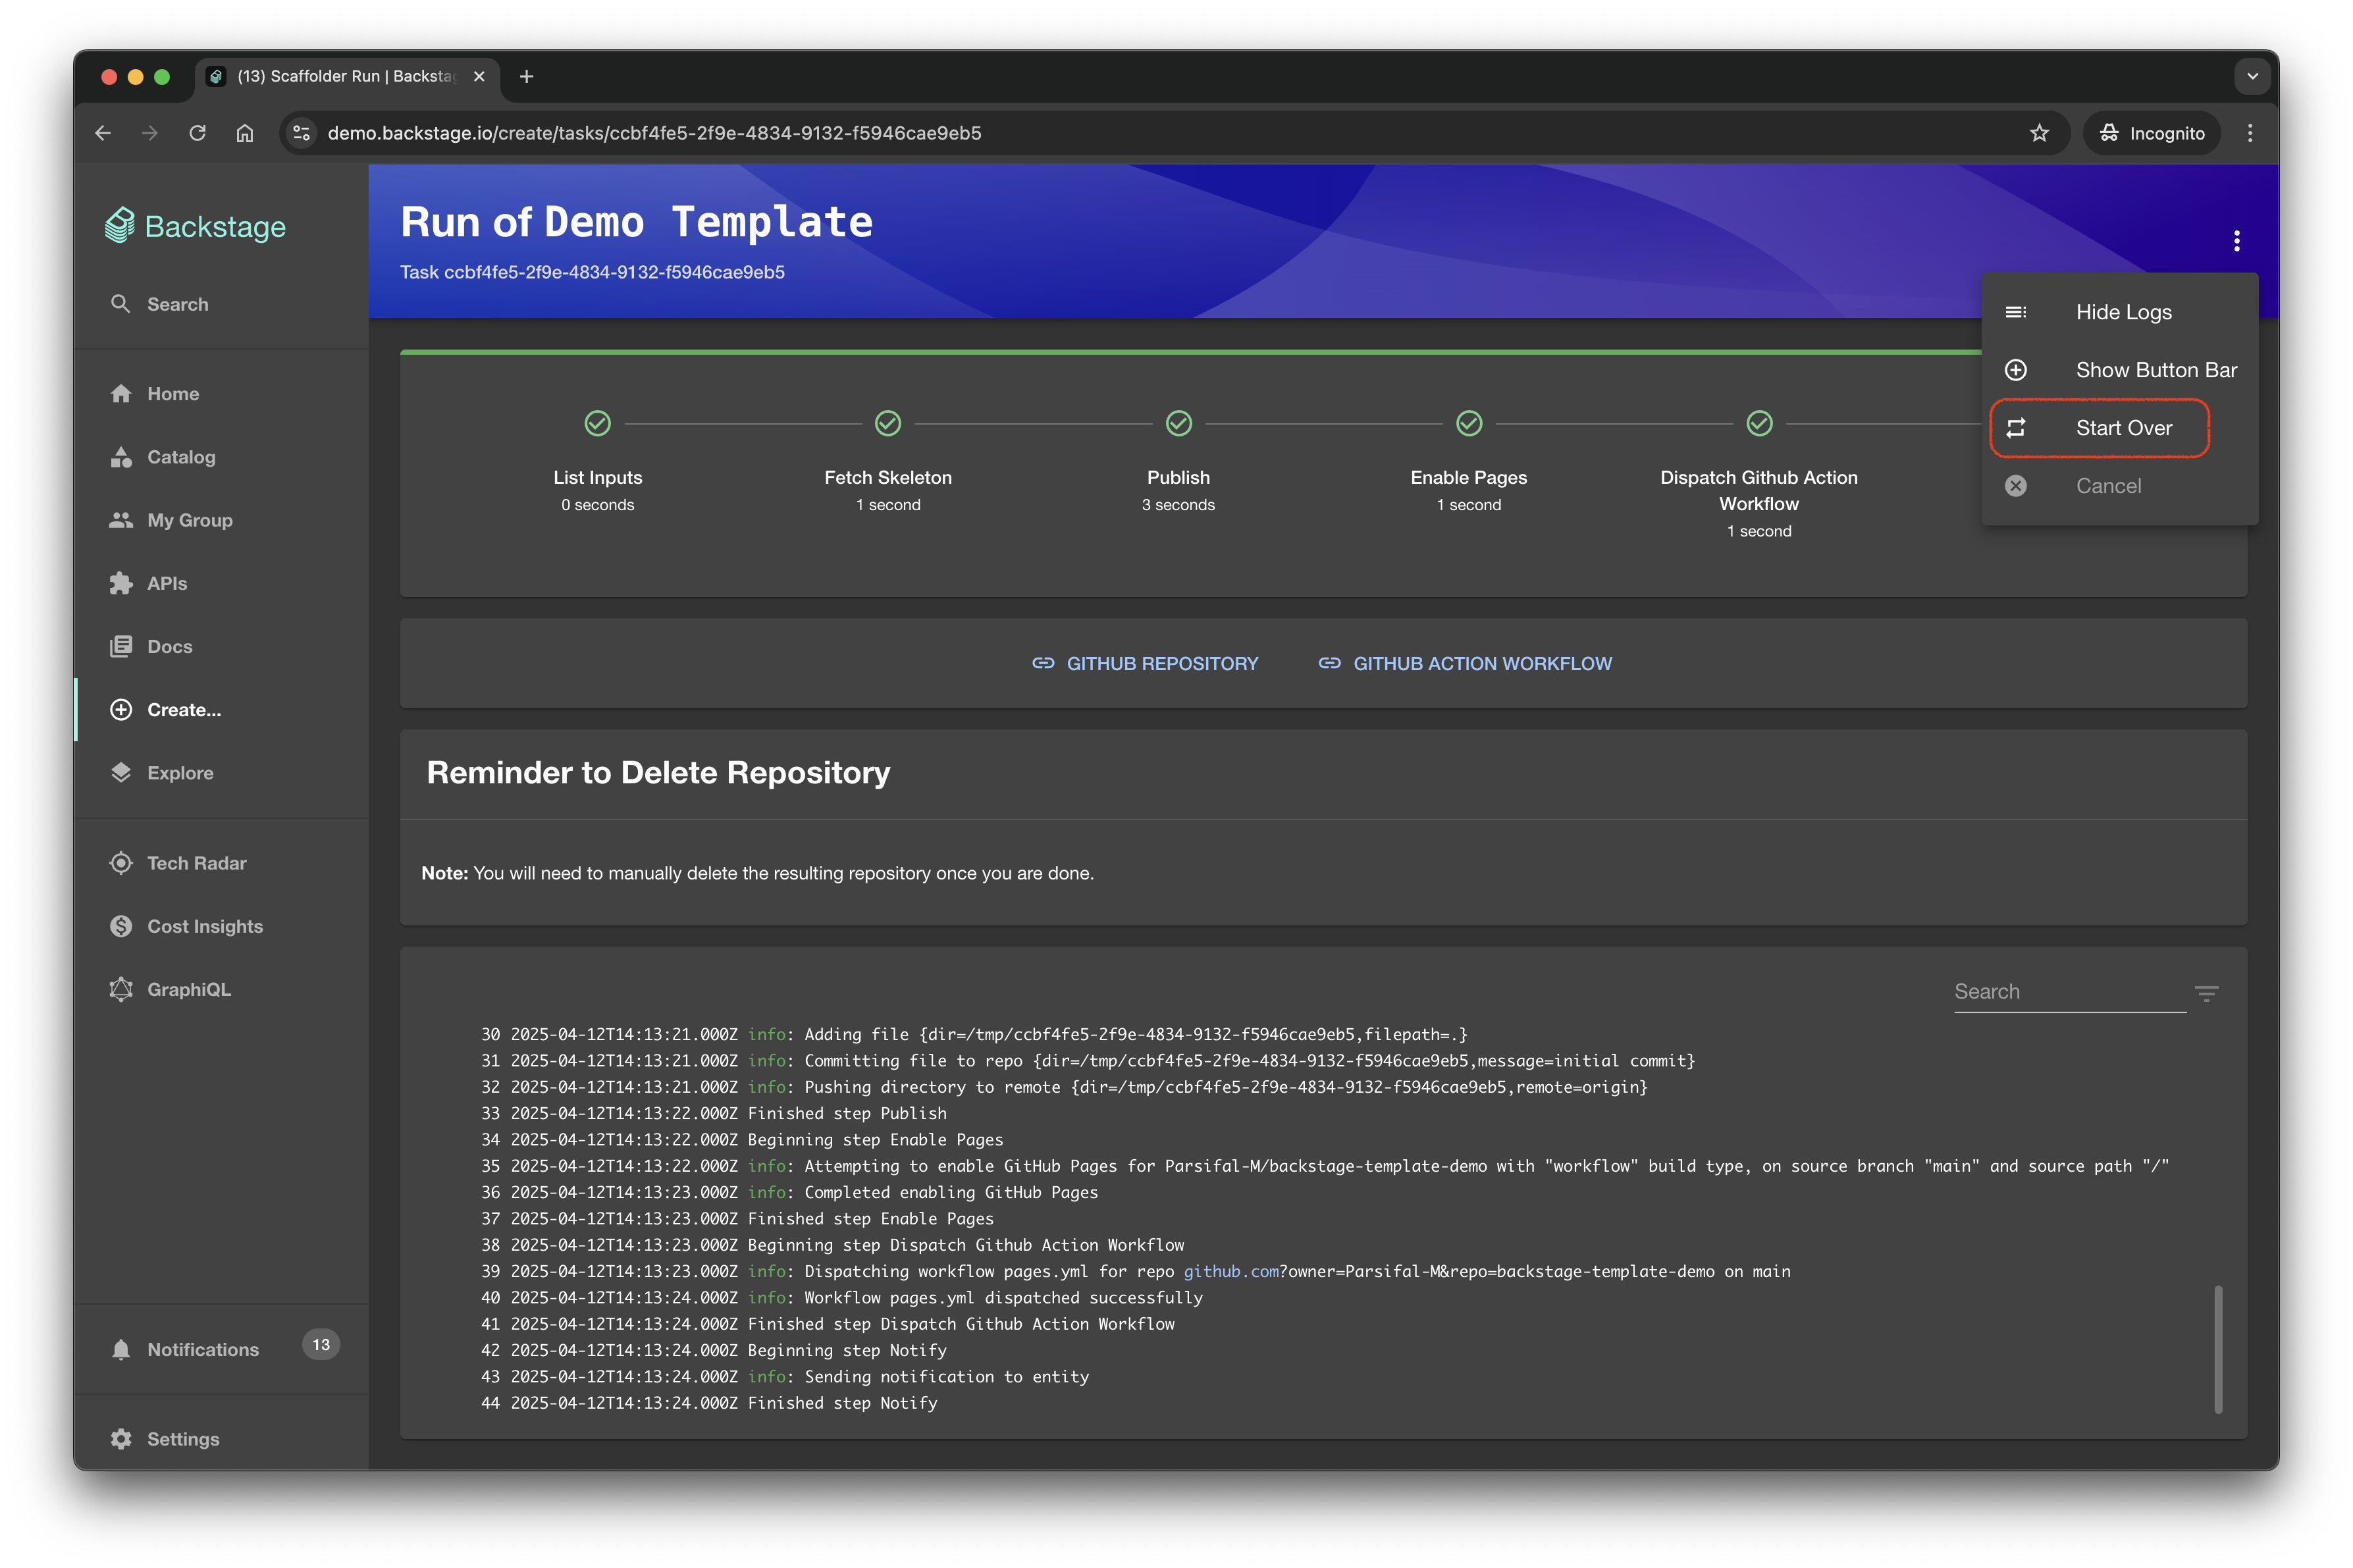 (13) Scaffolder Run | Backsta
demo.backstage.io/create/tasks/ccbf4fe5-2f9e-4834-9132-f5946cae9eb5
Incognito
Backstage
Search
Home
Catalog
My Group
APIs
Docs
Create...
Explore
Tech Radar
Cost Insights
GraphiQL
Notifications
13
Settings
Run of Demo Template
Task ccbf4fe5-2f9e-4834-9132-f5946cae9eb5
Hide Logs
Show Button Bar
Start Over
Cancel
List Inputs
0 seconds
Fetch Skeleton
1 second
Publish
3 seconds
Enable Pages
1 second
Dispatch Github Action
Workflow
1 second
GITHUB REPOSITORY
GITHUB ACTION WORKFLOW
Reminder to Delete Repository
Note: You will need to manually delete the resulting repository once you are done.
Search
30 2025-04-12T14:13:21.000Z info: Adding file {dir=/tmp/ccbf4fe5-2f9e-4834-9132-f5946cae9eb5,filepath=.}
31 2025-04-12T14:13:21.000Z info: Committing file to repo {dir=/tmp/ccbf4fe5-2f9e-4834-9132-f5946cae9eb5,message=initial commit}
32 2025-04-12T14:13:21.000Z info: Pushing directory to remote {dir=/tmp/ccbf4fe5-2f9e-4834-9132-f5946cae9eb5,remote=origin}
33 2025-04-12T14:13:22.000Z Finished step Publish
34 2025-04-12T14:13:22.000Z Beginning step Enable Pages
35 2025-04-12T14:13:22.000Z info: Attempting to enable GitHub Pages for Parsifal-M/backstage-template-demo with "workflow" build type, on source branch "main" and source path "/"
36 2025-04-12T14:13:23.000Z info: Completed enabling GitHub Pages
37 2025-04-12T14:13:23.000Z Finished step Enable Pages
38 2025-04-12T14:13:23.000Z Beginning step Dispatch Github Action Workflow
39 2025-04-12T14:13:23.000Z info: Dispatching workflow pages.yml for repo github.com?owner=Parsifal-M&repo=backstage-template-demo on main
40 2025-04-12T14:13:24.000Z info: Workflow pages.yml dispatched successfully
41 2025-04-12T14:13:24.000Z Finished step Dispatch Github Action Workflow
42 2025-04-12T14:13:24.000Z Beginning step Notify
43 2025-04-12T14:13:24.000Z info: Sending notification to entity
44 2025-04-12T14:13:24.000Z Finished step Notify